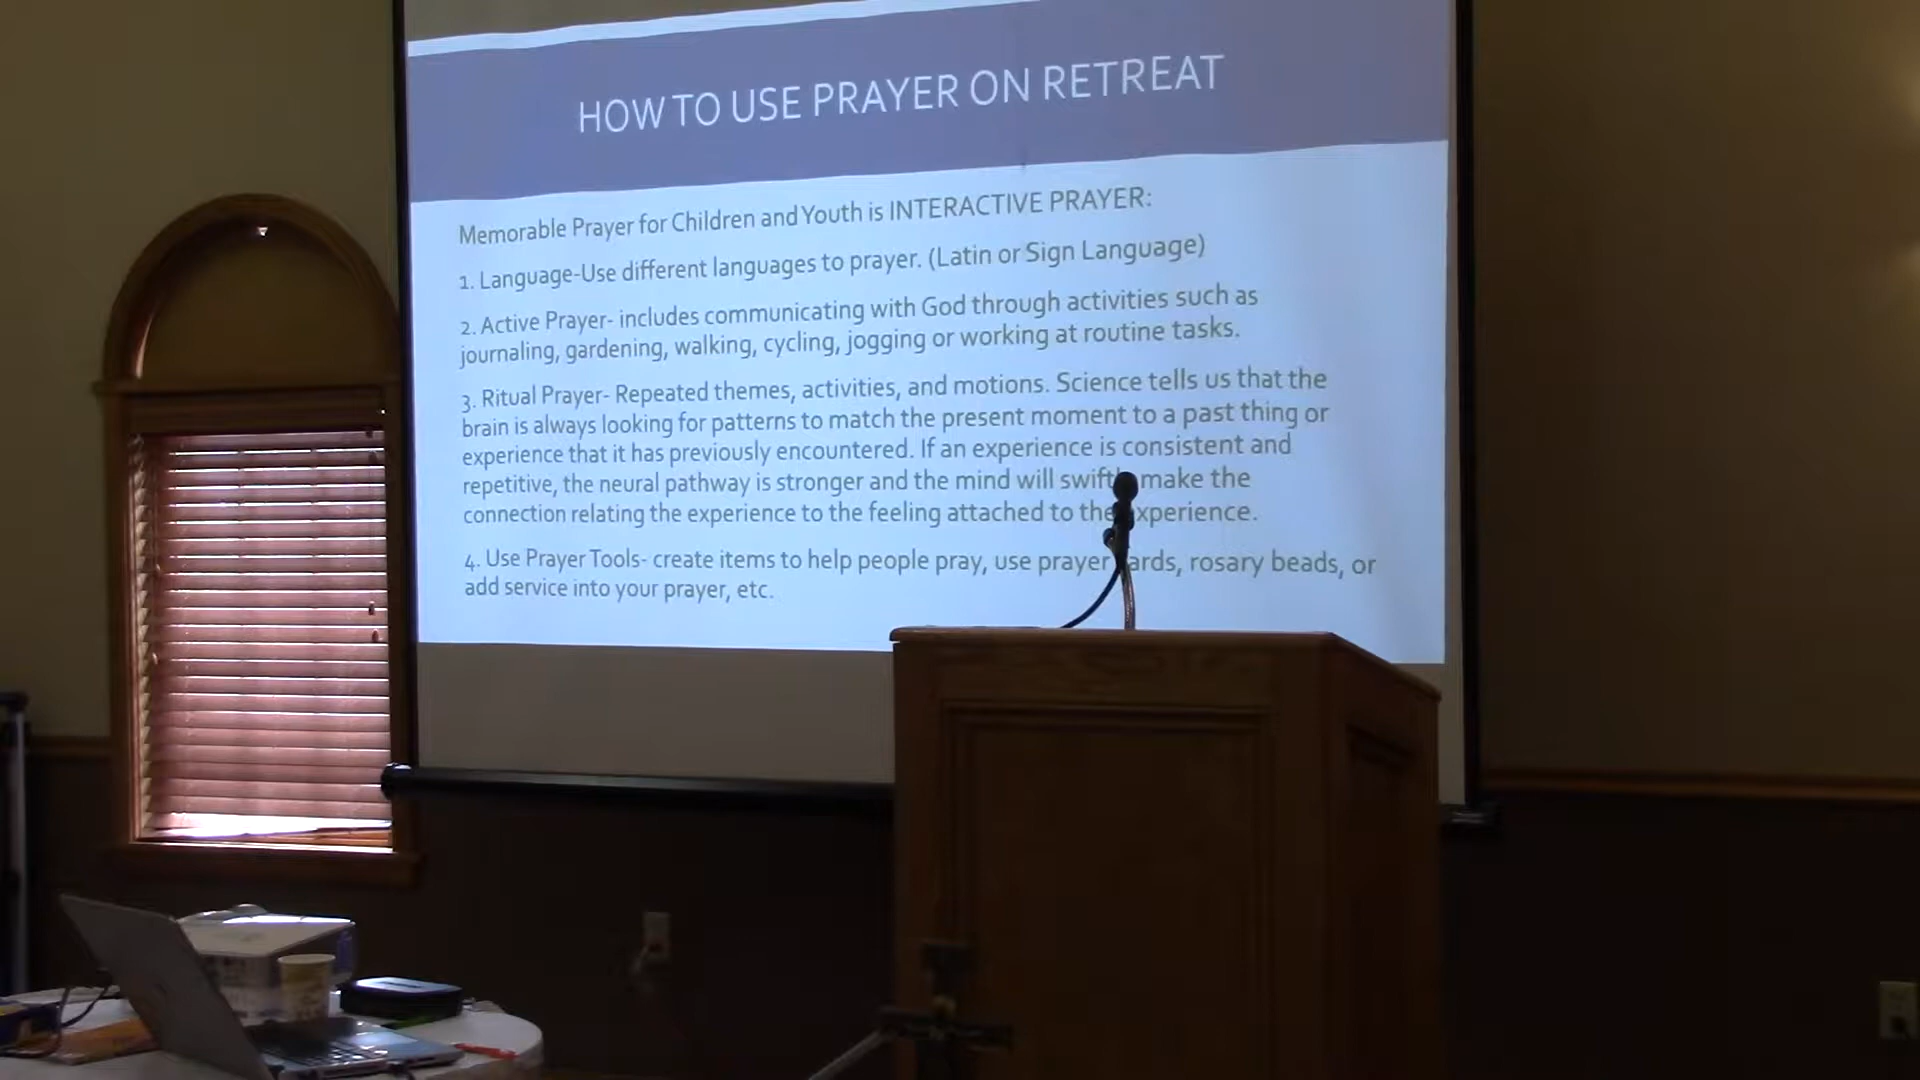 HOW TO USE PRAYER ON RETREAT
Memorable Prayer for Children and Youth is INTERACTIVE PRAYER:
1. Language-Use different languages to prayer. (Latin or Sign Language)
2. Active Prayer- includes communicating with God through activities such as
journaling, gardening, walking, cycling, jogging or working at routine tasks.
3. Ritual Prayer- Repeated themes, activities, and motions. Science tells us that the
brain is always looking for patterns to match the present moment to a past thing or
experience that it has previously encountered. If an experience is consistent and
repetitive, the neural pathway is stronger and the mind will make the
connection relating the experience to the feeling attached to the
4. Use Prayer Tools- create items to help people pray, use prayer rosary beads, or
add service into your prayer, etc.